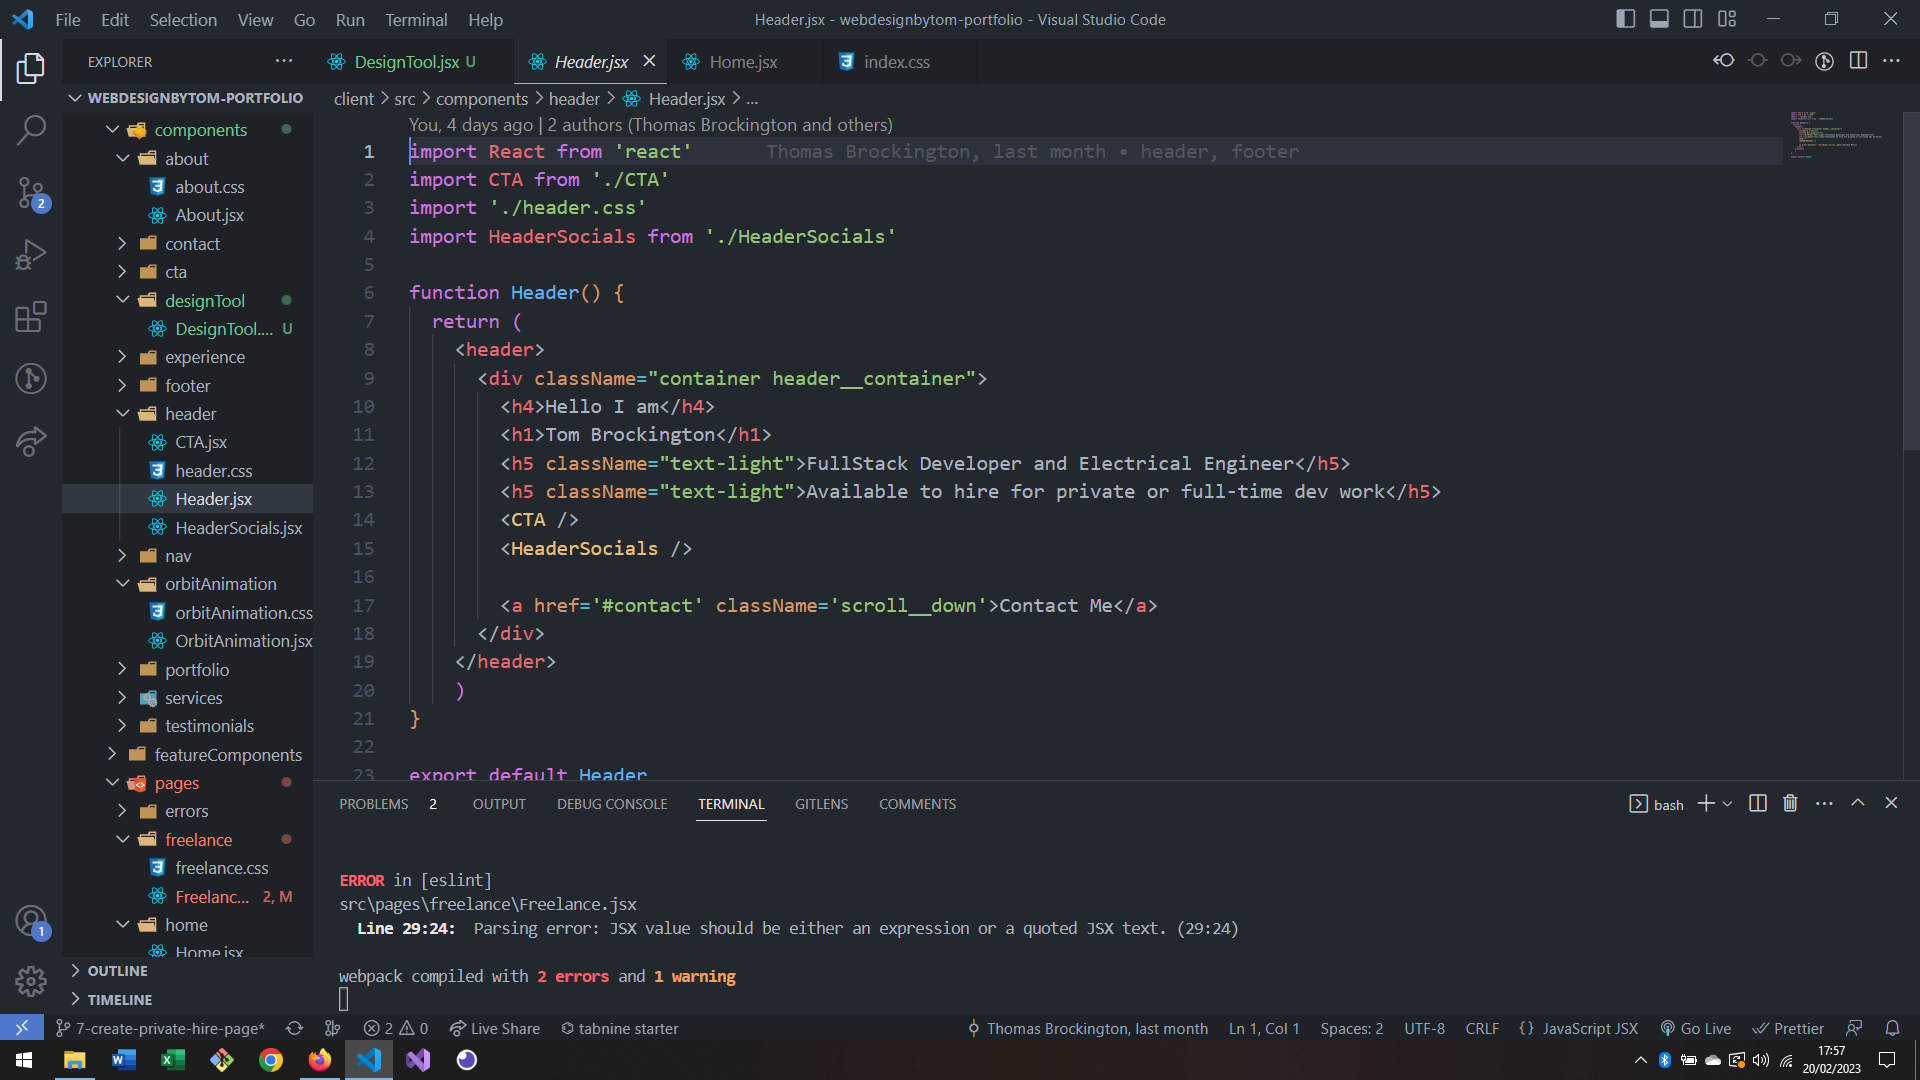 File Edit Selection View Go Run Terminal Help
Header.jsx - webdesignbytom-portfolio - Visual Studio Code
EXPLORER
DesignTool.jsx U
Header.jsx
Home.jsx
index.css
WEBDESIGNBYTOM-PORTFOLIO
components
about
about.css
About.jsx
contact
cta
designTool
DesignTool.... U
experience
footer
header
CTA.jsx
header.css
Header.jsx
HeaderSocials.jsx
nav
orbitAnimation
orbitAnimation.css
OrbitAnimation.jsx
portfolio
services
testimonials
featureComponents
pages
errors
freelance
freelance.css
Freelanc... 2, M
home
Home.jsx
OUTLINE
TIMELINE
2
1
client > src > components > header > Header.jsx > ...
You, 4 days ago | 2 authors (Thomas Brockington and others)
1 import React from 'react' Thomas Brockington, last month • header, footer
2 import CTA from './CTA'
3 import './header.css'
4 import HeaderSocials from './HeaderSocials'
5
6 function Header() {
7 return (
8 <header>
9 <div className="container header__container">
10 <h4>Hello I am</h4>
11 <h1>Tom Brockington</h1>
12 <h5 className="text-light">FullStack Developer and Electrical Engineer</h5>
13 <h5 className="text-light">Available to hire for private or full-time dev work</h5>
14 <CTA />
15 <HeaderSocials />
16
17 <a href='#contact' className='scroll__down'>Contact Me</a>
18 </div>
19 </header>
20 )
21 }
22
23 export default Header
PROBLEMS 2 OUTPUT DEBUG CONSOLE TERMINAL GITLENS COMMENTS
bash
ERROR in [eslint]
src\pages\freelance\Freelance.jsx
Line 29:24: Parsing error: JSX value should be either an expression or a quoted JSX text. (29:24)
webpack compiled with 2 errors and 1 warning
7-create-private-hire-page* 2 0 Live Share tabnine starter
Thomas Brockington, last month Ln 1, Col 1 Spaces: 2 UTF-8 CRLF {} JavaScript JSX Go Live Prettier
17:57
20/02/2023